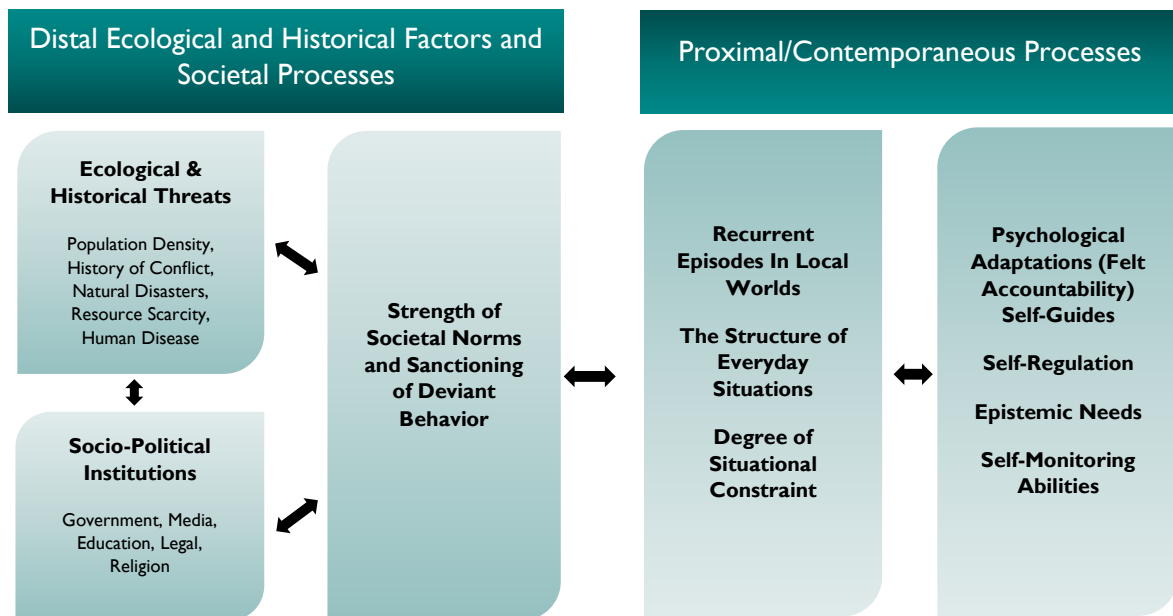 Distal Ecological and Historical Factors and
Societal Processes
Proximal/Contemporaneous Processes
Ecological &
Historical Threats
Population Density,
History of Conflict,
Natural Disasters,
Resource Scarcity,
Human Disease
Socio-Political
Institutions
Government, Media,
Education, Legal,
Religion
Strength of
Societal Norms
and Sanctioning
of Deviant
Behavior
Recurrent
Episodes In Local
Worlds
The Structure of
Everyday
Situations
Degree of
Situational
Constraint
Psychological
Adaptations (Felt
Accountability)
Self-Guides
Self-Regulation
Epistemic Needs
Self-Monitoring
Abilities